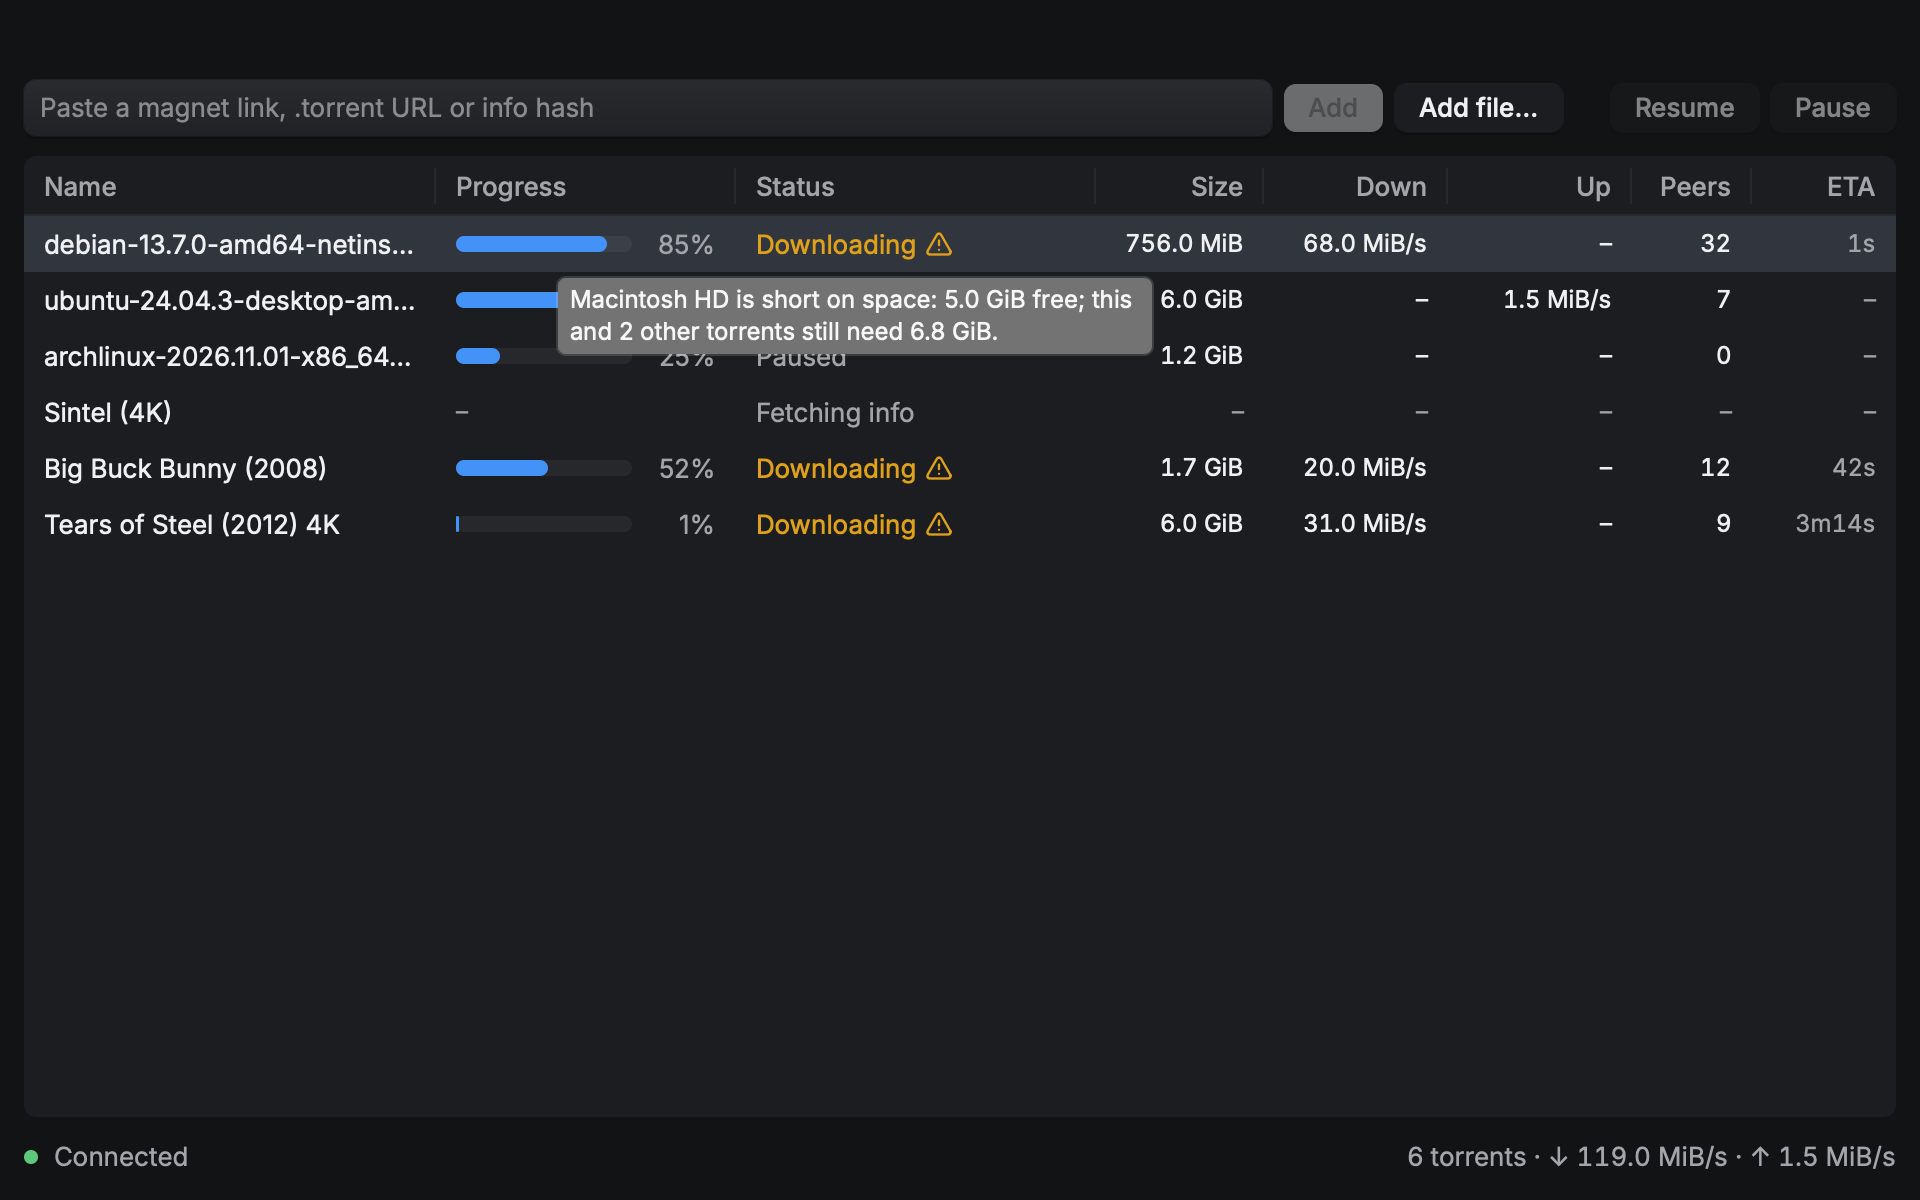 Paste a magnet link, .torrent URL or info hash Add Add file... Resume Pause
Name Progress Status Size Down Up Peers ETA
debian-13.7.0-amd64-netins... 85% Downloading 756.0 MiB 68.0 MiB/s – 32 1s
ubuntu-24.04.3-desktop-am... 6.0 GiB – 1.5 MiB/s 7 –
Macintosh HD is short on space: 5.0 GiB free; this
and 2 other torrents still need 6.8 GiB.
archlinux-2026.11.01-x86_64... 25% Paused 1.2 GiB – – 0 –
Sintel (4K) – Fetching info – – – – –
Big Buck Bunny (2008) 52% Downloading 1.7 GiB 20.0 MiB/s – 12 42s
Tears of Steel (2012) 4K 1% Downloading 6.0 GiB 31.0 MiB/s – 9 3m14s
Connected 6 torrents · ↓ 119.0 MiB/s · ↑ 1.5 MiB/s